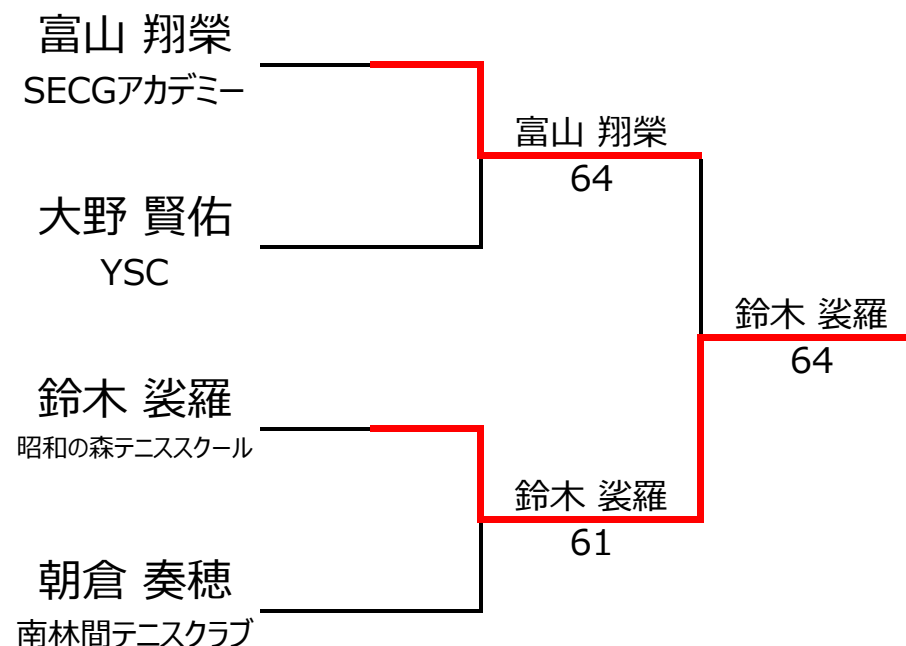 富山 翔榮
SECGアカデミー
富山 翔榮
64
大野 賢佑
YSC
鈴木 裟羅
64
鈴木 裟羅
昭和の森テニススクール
鈴木 裟羅
61
朝倉 奏穂
南林間テニスクラブ